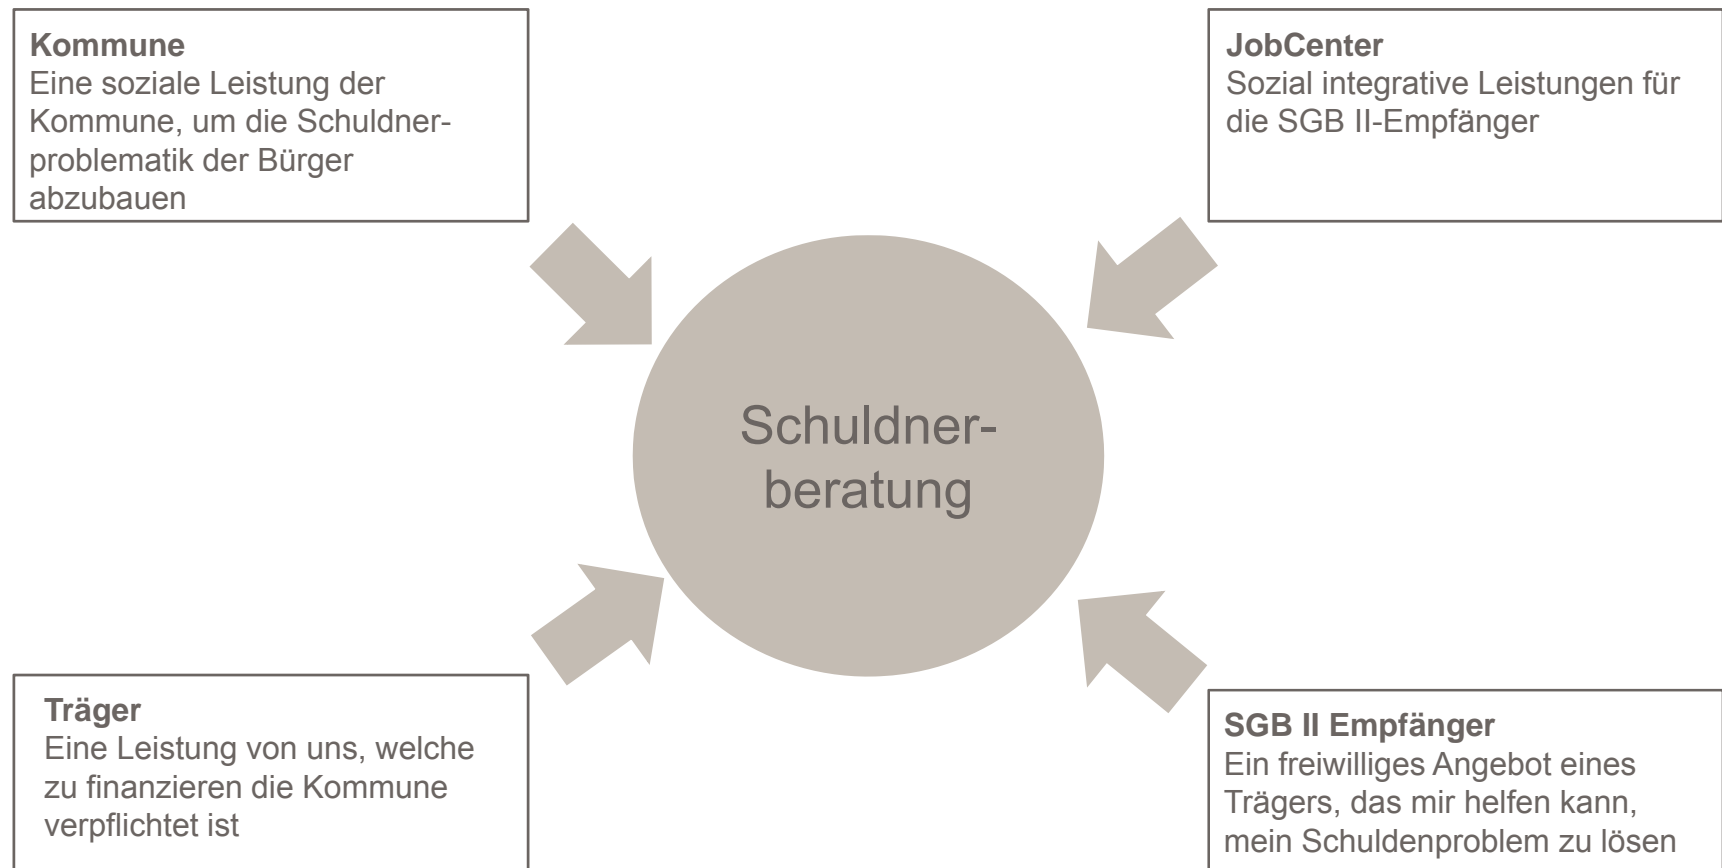 Kommune
Eine soziale Leistung der
Kommune, um die Schuldner-
problematik der Bürger
abzubauen
JobCenter
Sozial integrative Leistungen für
die SGB II-Empfänger
Schuldner-
beratung
Träger
Eine Leistung von uns, welche
zu finanzieren die Kommune
verpflichtet ist
SGB II Empfänger
Ein freiwilliges Angebot eines
Trägers, das mir helfen kann,
mein Schuldenproblem zu lösen